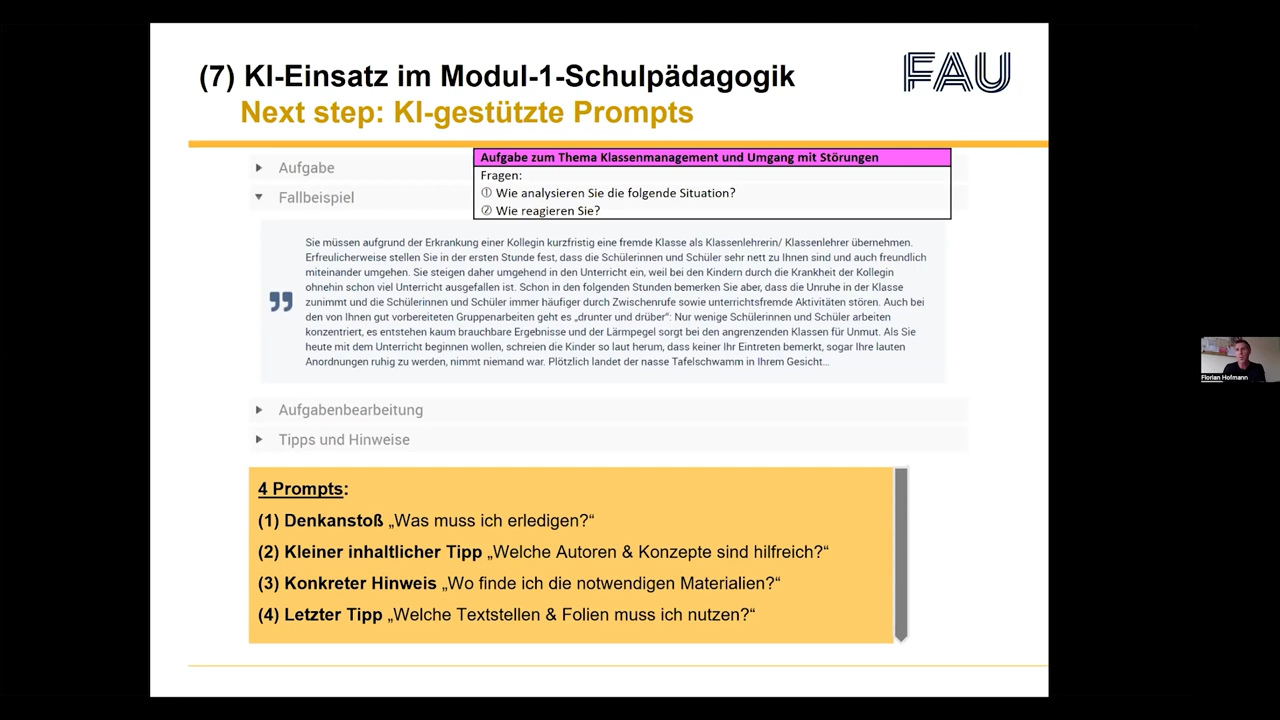 (7) KI-Einsatz im Modul-1-Schulpädagogik
FAU
Next step: KI-gestützte Prompts
Aufgabe
Fallbeispiel
Aufgabe zum Thema Klassenmanagement und Umgang mit Störungen
Fragen:
① Wie analysieren Sie die folgende Situation?
② Wie reagieren Sie?
Sie müssen aufgrund der Erkrankung einer Kollegin kurzfristig eine fremde Klasse als Klassenlehrerin/ Klassenlehrer übernehmen.
Erfreulicherweise stellen Sie in der ersten Stunde fest, dass die Schülerinnen und Schüler sehr nett zu Ihnen sind und auch freundlich
miteinander umgehen. Sie steigen daher umgehend in den Unterricht ein, weil bei den Kindern durch die Krankheit der Kollegin
ohnehin schon viel Unterricht ausgefallen ist. Schon in den folgenden Stunden bemerken Sie aber, dass die Unruhe in der Klasse
zunimmt und die Schülerinnen und Schüler immer häufiger durch Zwischenrufe sowie unterrichtsfremde Aktivitäten stören. Auch bei
den von Ihnen gut vorbereiteten Gruppenarbeiten geht es „drunter und drüber“: Nur wenige Schülerinnen und Schüler arbeiten
konzentriert, es entstehen kaum brauchbare Ergebnisse und der Lärmpegel sorgt bei den angrenzenden Klassen für Unmut. Als Sie
heute mit dem Unterricht beginnen wollen, schreien die Kinder so laut herum, dass keiner Ihr Eintreten bemerkt, sogar Ihre lauten
Anordnungen ruhig zu werden, nimmt niemand war. Plötzlich landet der nasse Tafelschwamm in Ihrem Gesicht...
Aufgabenbearbeitung
Tipps und Hinweise
4 Prompts:
(1) Denkanstoß „Was muss ich erledigen?“
(2) Kleiner inhaltlicher Tipp „Welche Autoren & Konzepte sind hilfreich?“
(3) Konkreter Hinweis „Wo finde ich die notwendigen Materialien?“
(4) Letzter Tipp „Welche Textstellen & Folien muss ich nutzen?“
Florian Hofmann